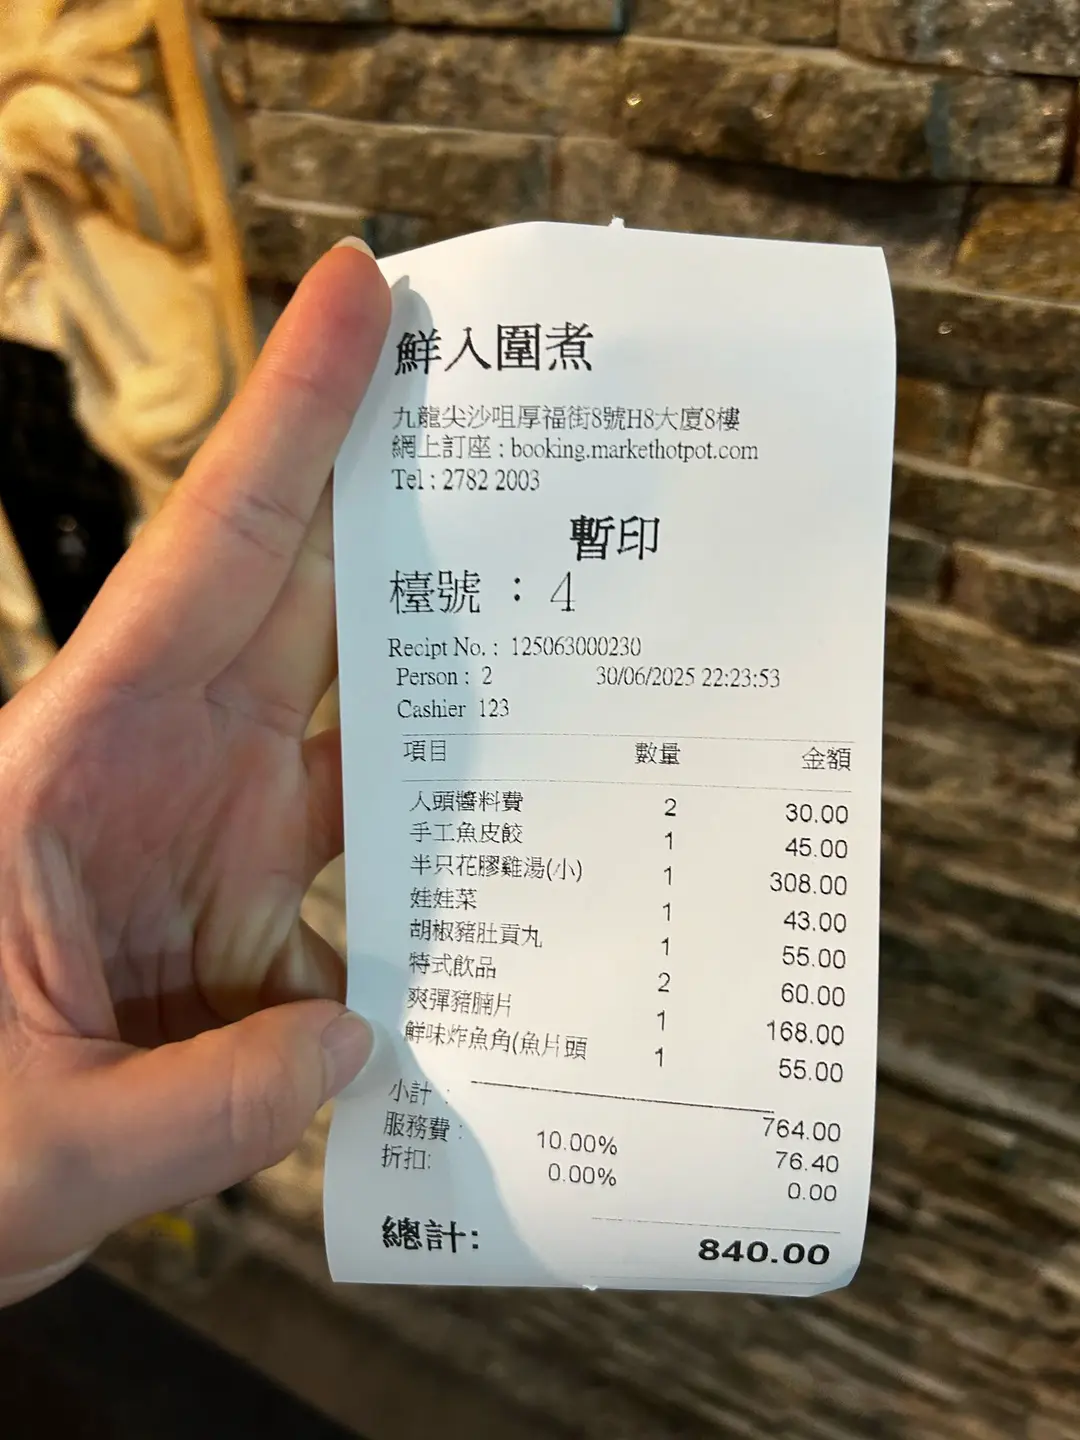 鮮入圍煮
九龍尖沙咀厚福街8號H8大廈8樓
網上訂座 : booking.markethotpot.com
Tel : 2782 2003
暫印
檯號 : 4
Recipt No. : 125063000230
Person : 2 30/06/2025 22:23:53
Cashier 123
項目 數量 金額
人頭醬料費 2 30.00
手工魚皮餃 1 45.00
半只花膠雞湯(小) 1 308.00
娃娃菜 1 43.00
胡椒豬肚貢丸 1 55.00
特式飲品 2 60.00
爽彈豬腩片 1 168.00
鮮味炸魚角(魚片頭 1 55.00
小計 : 764.00
服務費 : 10.00% 76.40
折扣: 0.00% 0.00
總計: 840.00